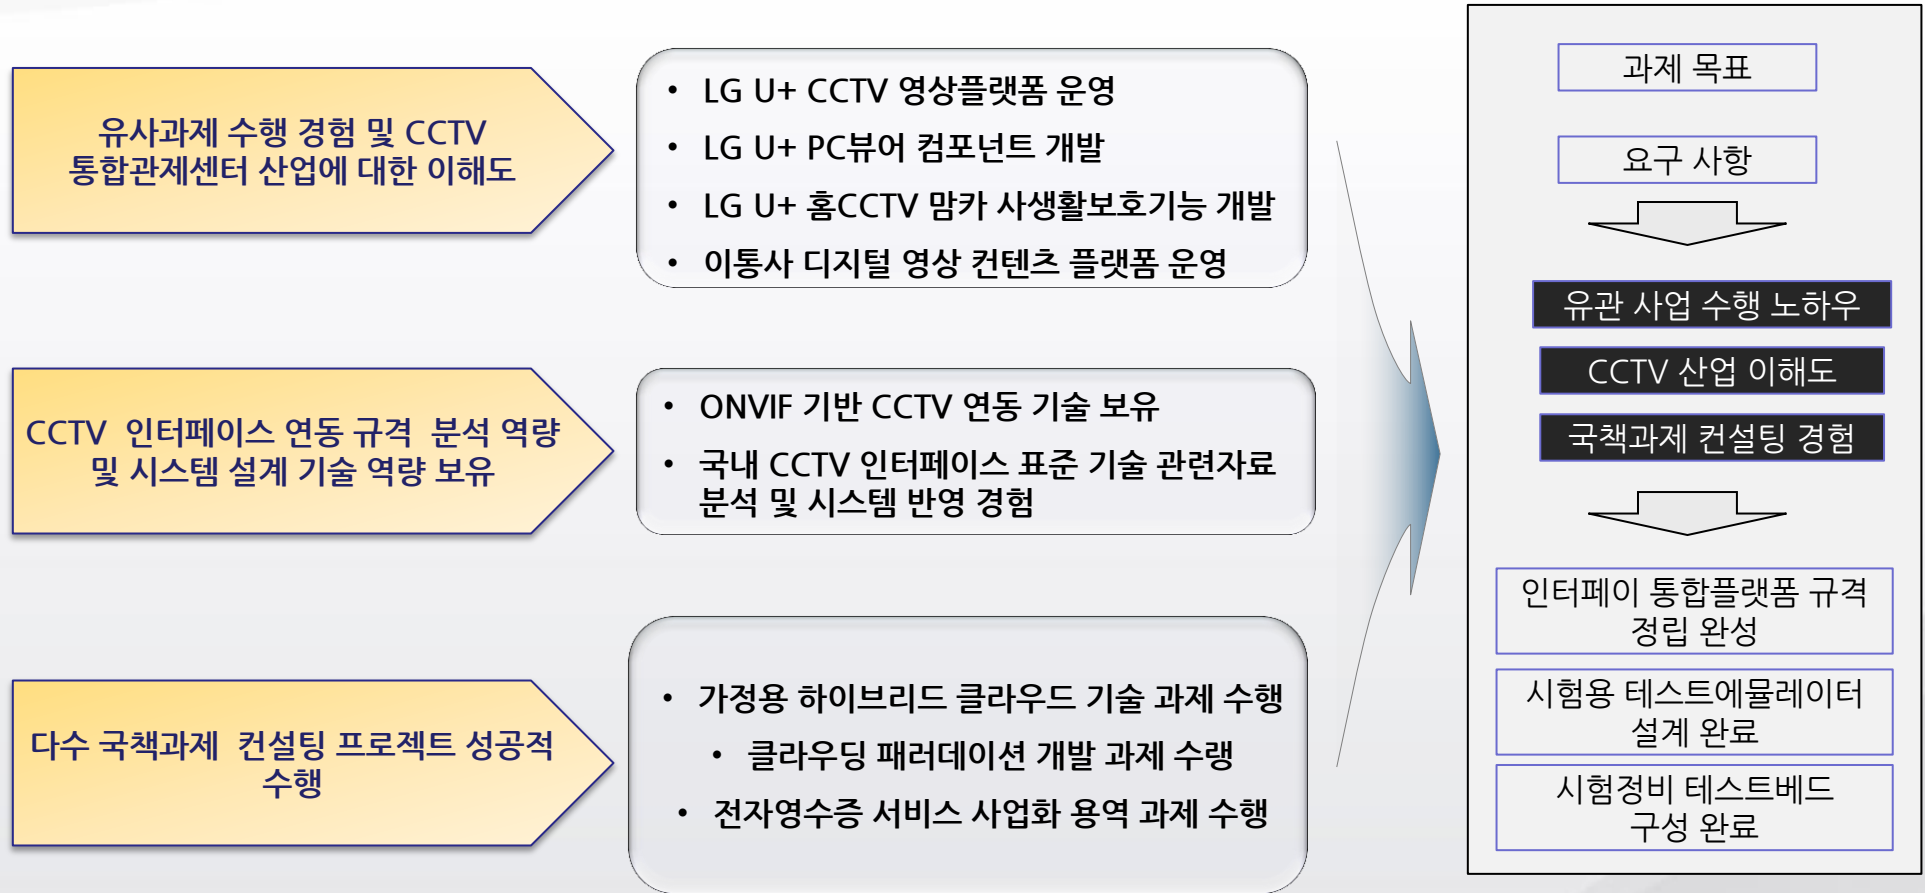 유사과제 수행 경험 및 CCTV
통합관제센터 산업에 대한 이해도
• LG U+ CCTV 영상플랫폼 운영
• LG U+ PC뷰어 컴포넌트 개발
• LG U+ 홈CCTV 맘카 사생활보호기능 개발
• 이통사 디지털 영상 컨텐츠 플랫폼 운영
CCTV 인터페이스 연동 규격 분석 역량
및 시스템 설계 기술 역량 보유
• ONVIF 기반 CCTV 연동 기술 보유
• 국내 CCTV 인터페이스 표준 기술 관련자료
분석 및 시스템 반영 경험
다수 국책과제 컨설팅 프로젝트 성공적
수행
• 가정용 하이브리드 클라우드 기술 과제 수행
• 클라우딩 패러데이션 개발 과제 수랭
• 전자영수증 서비스 사업화 용역 과제 수행
과제 목표
요구 사항
유관 사업 수행 노하우
CCTV 산업 이해도
국책과제 컨설팅 경험
인터페이 통합플랫폼 규격
정립 완성
시험용 테스트에뮬레이터
설계 완료
시험정비 테스트베드
구성 완료